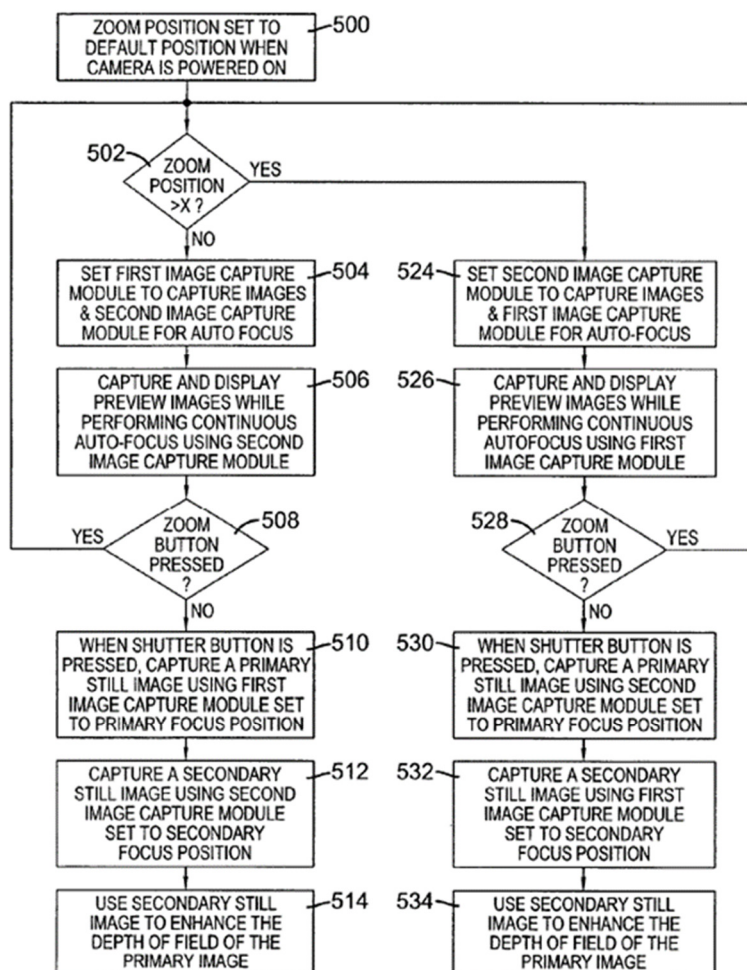 ZOOM POSITION SET TO
DEFAULT POSITION WHEN
CAMERA IS POWERED ON
500
502
ZOOM
POSITION
>X ?
YES
NO
SET FIRST IMAGE CAPTURE
MODULE TO CAPTURE IMAGES
& SECOND IMAGE CAPTURE
MODULE FOR AUTO FOCUS
504
CAPTURE AND DISPLAY
PREVIEW IMAGES WHILE
PERFORMING CONTINUOUS
AUTO-FOCUS USING SECOND
IMAGE CAPTURE MODULE
506
ZOOM
BUTTON
PRESSED
?
508
YES
NO
WHEN SHUTTER BUTTON IS
PRESSED, CAPTURE A PRIMARY
STILL IMAGE USING FIRST
IMAGE CAPTURE MODULE SET
TO PRIMARY FOCUS POSITION
510
CAPTURE A SECONDARY
STILL IMAGE USING SECOND
IMAGE CAPTURE MODULE
SET TO SECONDARY
FOCUS POSITION
512
USE SECONDARY STILL
IMAGE TO ENHANCE THE
DEPTH OF FIELD OF THE
PRIMARY IMAGE
514
524
SET SECOND IMAGE CAPTURE
MODULE TO CAPTURE IMAGES
& FIRST IMAGE CAPTURE
MODULE FOR AUTO-FOCUS
526
CAPTURE AND DISPLAY
PREVIEW IMAGES WHILE
PERFORMING CONTINUOUS
AUTOFOCUS USING FIRST
IMAGE CAPTURE MODULE
528
ZOOM
BUTTON
PRESSED
?
YES
NO
530
WHEN SHUTTER BUTTON IS
PRESSED, CAPTURE A PRIMARY
STILL IMAGE USING SECOND
IMAGE CAPTURE MODULE SET
TO PRIMARY FOCUS POSITION
532
CAPTURE A SECONDARY
STILL IMAGE USING FIRST
IMAGE CAPTURE MODULE
SET TO SECONDARY
FOCUS POSITION
534
USE SECONDARY STILL
IMAGE TO ENHANCE THE
DEPTH OF FIELD OF THE
PRIMARY IMAGE